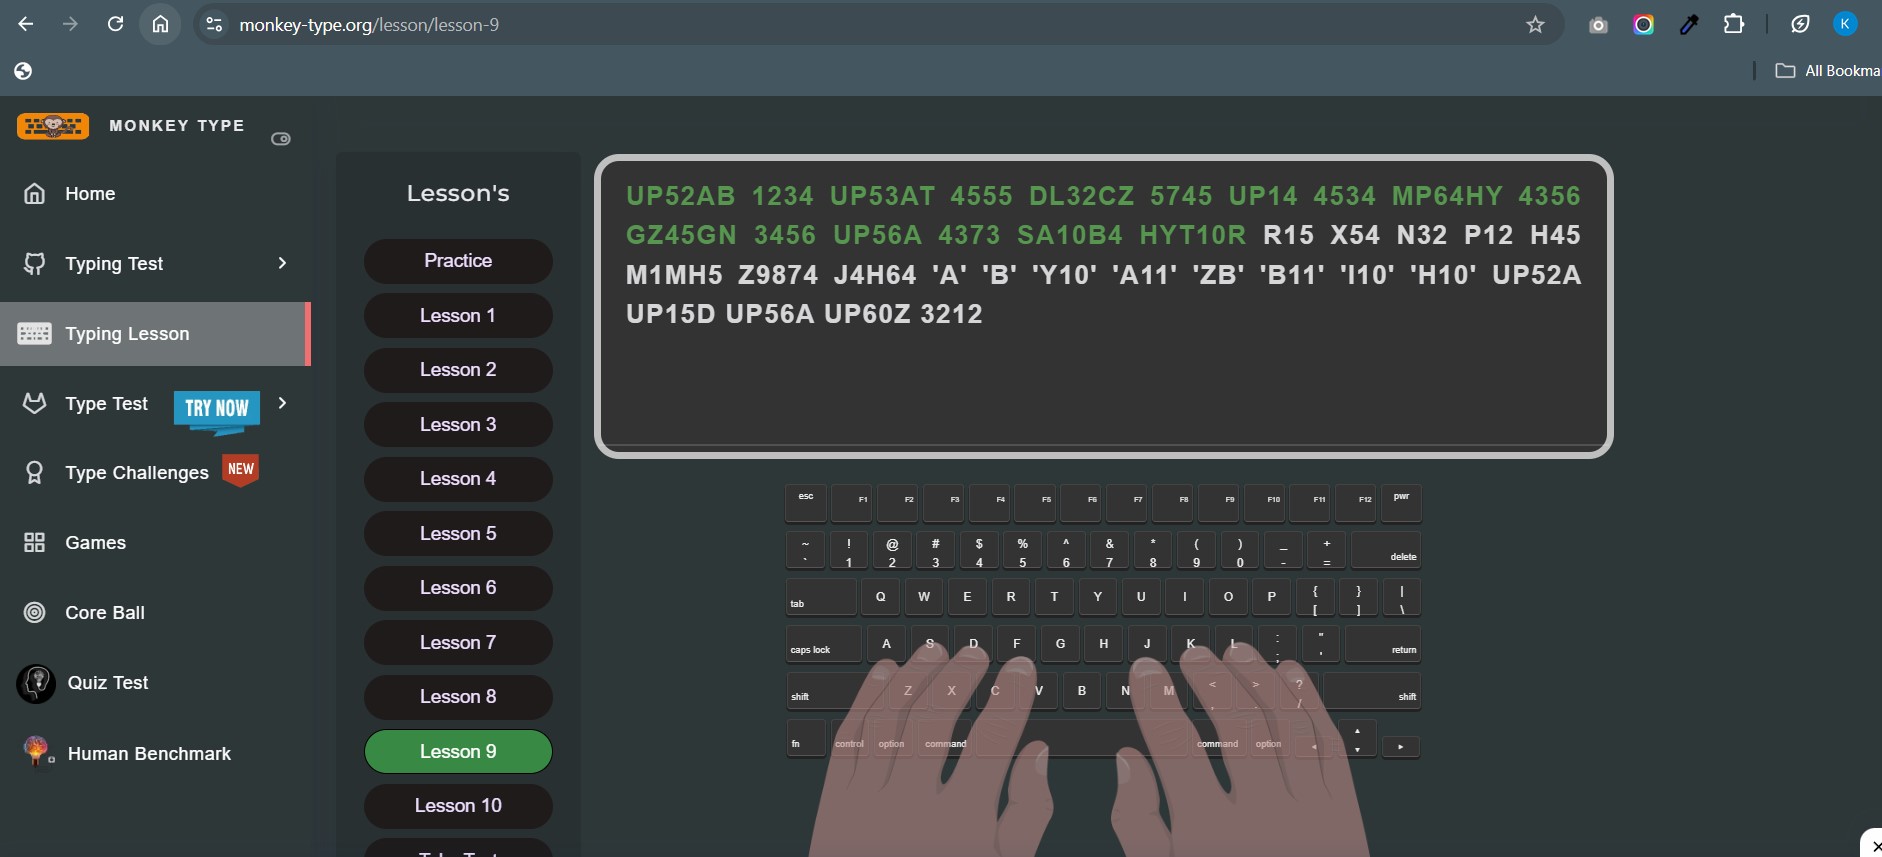 monkey-type.org/lesson/lesson-9
K
All Bookma
MONKEY TYPE
Home
Typing Test
Typing Lesson
Type Test
TRY NOW
Type Challenges
NEW
Games
Core Ball
Quiz Test
Human Benchmark
Lesson's
Practice
Lesson 1
Lesson 2
Lesson 3
Lesson 4
Lesson 5
Lesson 6
Lesson 7
Lesson 8
Lesson 9
Lesson 10
UP52AB 1234 UP53AT 4555 DL32CZ 5745 UP14 4534 MP64HY 4356
GZ45GN 3456 UP56A 4373 SA10B4 HYT10R R15 X54 N32 P12 H45
M1MH5 Z9874 J4H64 'A' 'B' 'Y10' 'A11' 'ZB' 'B11' 'I10' 'H10' UP52A
UP15D UP56A UP60Z 3212
esc F1 F2 F3 F4 F5 F6 F7 F8 F9 F10 F11 F12 pwr
~ ! @ # $ % ^ & * ( ) _ +
` 1 2 3 4 5 6 7 8 9 0 - = delete
tab Q W E R T Y U I O P { } |
[ ] \
caps lock A S D F G H J K L : "
; ' return
shift Z X C V B N M < > ?
, . / shift
fn control option command command option